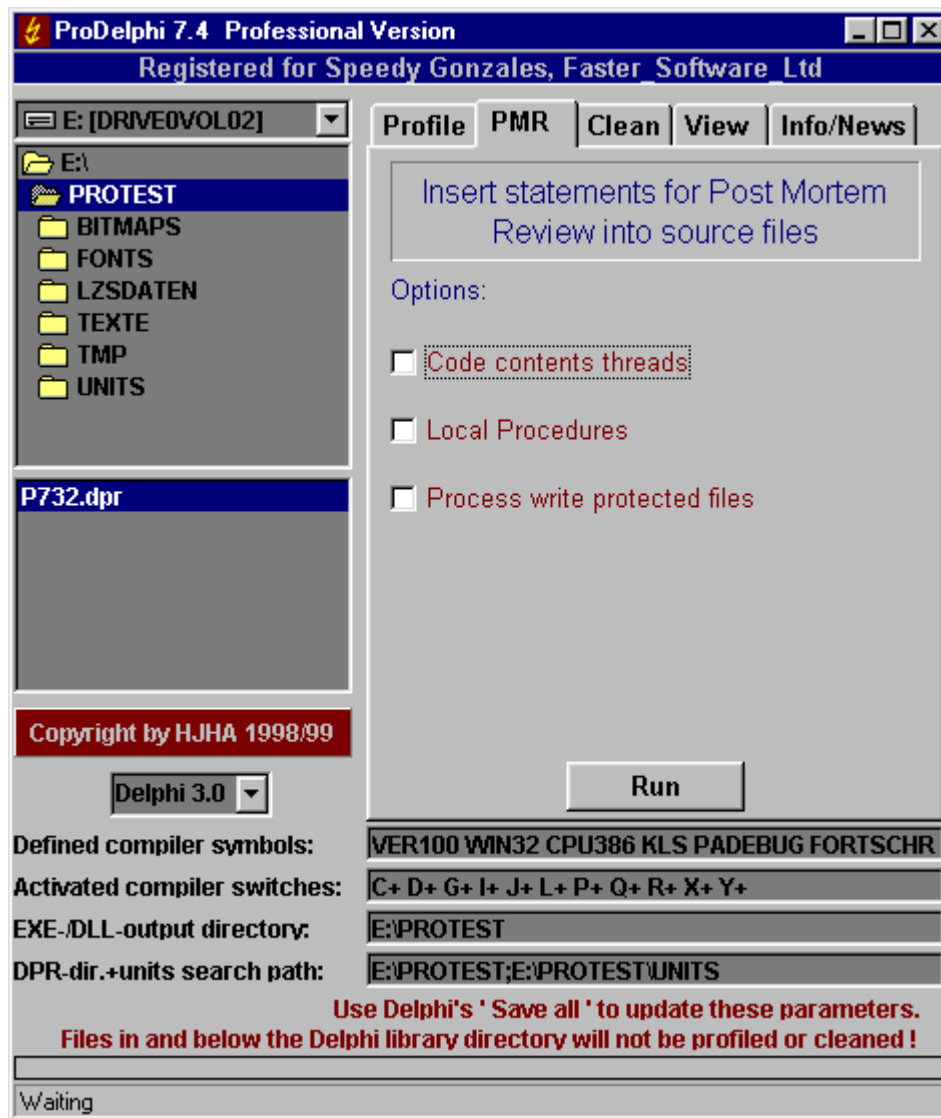 ProDelphi 7.4 Professional Version
Registered for Speedy Gonzales, Faster_Software_Ltd
E: [DRIVE0VOL02]
E:\
PROTEST
BITMAPS
FONTS
LZSDATEN
TEXTE
TMP
UNITS
P732.dpr
Copyright by HJHA 1998/99
Delphi 3.0
Profile PMR Clean View Info/News
Insert statements for Post Mortem
Review into source files
Options:
Code contents threads
Local Procedures
Process write protected files
Run
Defined compiler symbols: VER100 WIN32 CPU386 KLS PADEBUG FORTSCHR
Activated compiler switches: C+ D+ G+ I+ J+ L+ P+ Q+ R+ X+ Y+
EXE-/DLL-output directory: E:\PROTEST
DPR-dir.+units search path: E:\PROTEST;E:\PROTEST\UNITS
Use Delphi's ' Save all ' to update these parameters.
Files in and below the Delphi library directory will not be profiled or cleaned !
Waiting